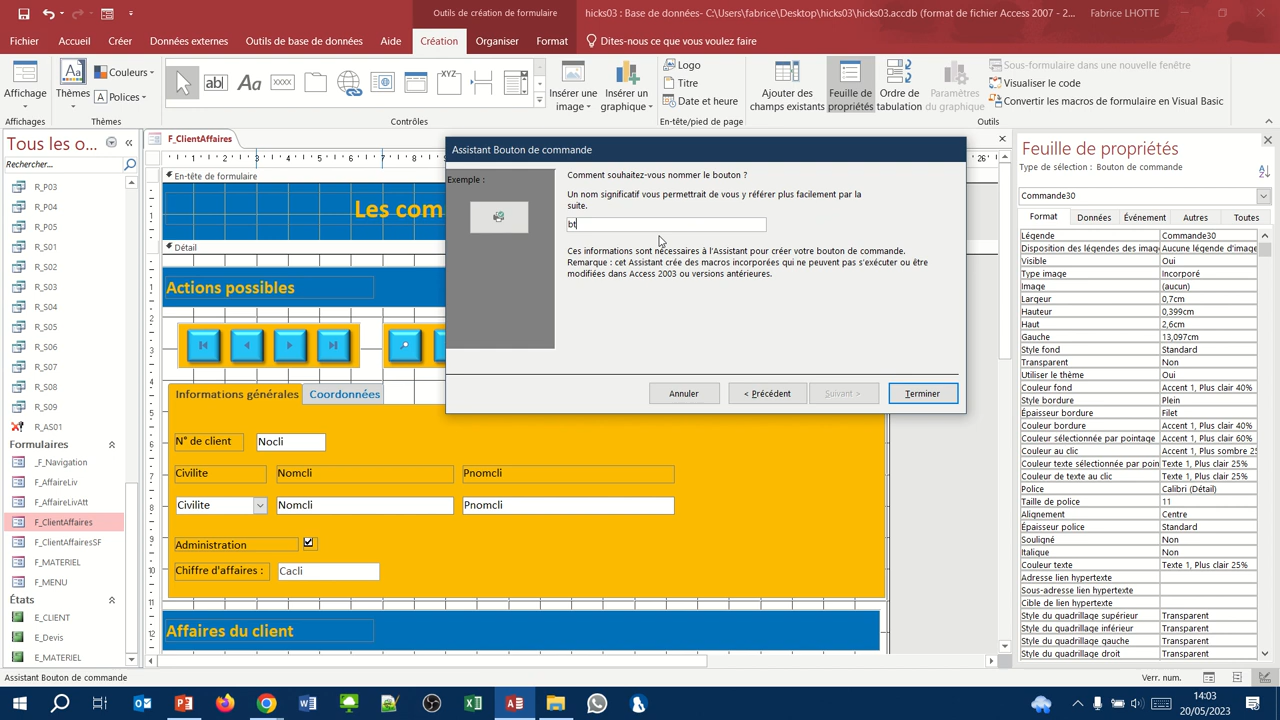 Outils de création de formulaire
hicks03 : Base de données- C:\Users\fabrice\Desktop\hicks03\hicks03.accdb (format de fichier Access 2007 - 2...
Fabrice LHOTTE
Fichier Accueil Créer Données externes Outils de base de données Aide Création Organiser Format Dites-nous ce que vous voulez faire
Affichage
Affichages
Thèmes
Couleurs
Polices
Thèmes
ab|
Aa
XXXX
XYZ
Contrôles
Insérer une image
Insérer un graphique
Logo
Titre
Date et heure
En-tête/pied de page
Ajouter des champs existants
Feuille de propriétés
Ordre de tabulation
Paramètres du graphique
Sous-formulaire dans une nouvelle fenêtre
Visualiser le code
Convertir les macros de formulaire en Visual Basic
Outils
Tous les o...
Rechercher...
R_P03
R_P04
R_P05
R_S01
R_S02
R_S03
R_S04
R_S05
R_S06
R_S07
R_S08
R_S09
R_AS01
Formulaires
_F_Navigation
F_AffaireLiv
F_AffaireLivAtt
F_ClientAffaires
F_ClientAffairesSF
F_MATERIEL
F_MENU
États
E_CLIENT
E_Devis
E_MATERIEL
F_ClientAffaires
En-tête de formulaire
Les com
Détail
Actions possibles
Informations générales
Coordonnées
N° de client
Nocli
Civilite
Nomcli
Pnomcli
Civilite
Nomcli
Pnomcli
Administration
Chiffre d'affaires :
Cacli
Affaires du client
Assistant Bouton de commande
Exemple :
Comment souhaitez-vous nommer le bouton ?
Un nom significatif vous permettrait de vous y référer plus facilement par la
suite.
bt
Ces informations sont nécessaires à l'Assistant pour créer votre bouton de commande.
Remarque : cet Assistant crée des macros incorporées qui ne peuvent pas s'exécuter ou être
modifiées dans Access 2003 ou versions antérieures.
Annuler
< Précédent
Suivant >
Terminer
Feuille de propriétés
Type de sélection : Bouton de commande
Commande30
Format Données Événement Autres Toutes
Légende Commande30
Disposition des légendes des imag Aucune légende d'image
Visible Oui
Type image Incorporé
Image (aucun)
Largeur 0,7cm
Hauteur 0,399cm
Haut 2,6cm
Gauche 13,097cm
Style fond Standard
Transparent Non
Utiliser le thème Oui
Couleur fond Accent 1, Plus clair 40%
Style bordure Plein
Épaisseur bordure Filet
Couleur bordure Accent 1, Plus clair 40%
Couleur sélectionnée par pointage Accent 1, Plus clair 60%
Couleur au clic Accent 1, Plus sombre 25
Couleur texte sélectionnée par poin Texte 1, Plus clair 25%
Couleur de texte au clic Texte 1, Plus clair 25%
Police Calibri (Détail)
Taille de police 11
Alignement Centre
Épaisseur police Standard
Souligné Non
Italique Non
Couleur texte Texte 1, Plus clair 25%
Adresse lien hypertexte
Sous-adresse lien hypertexte
Cible de lien hypertexte
Style du quadrillage supérieur Transparent
Style du quadrillage inférieur Transparent
Style du quadrillage gauche Transparent
Style du quadrillage droit Transparent
Assistant Bouton de commande
Verr. num.
14:03
20/05/2023